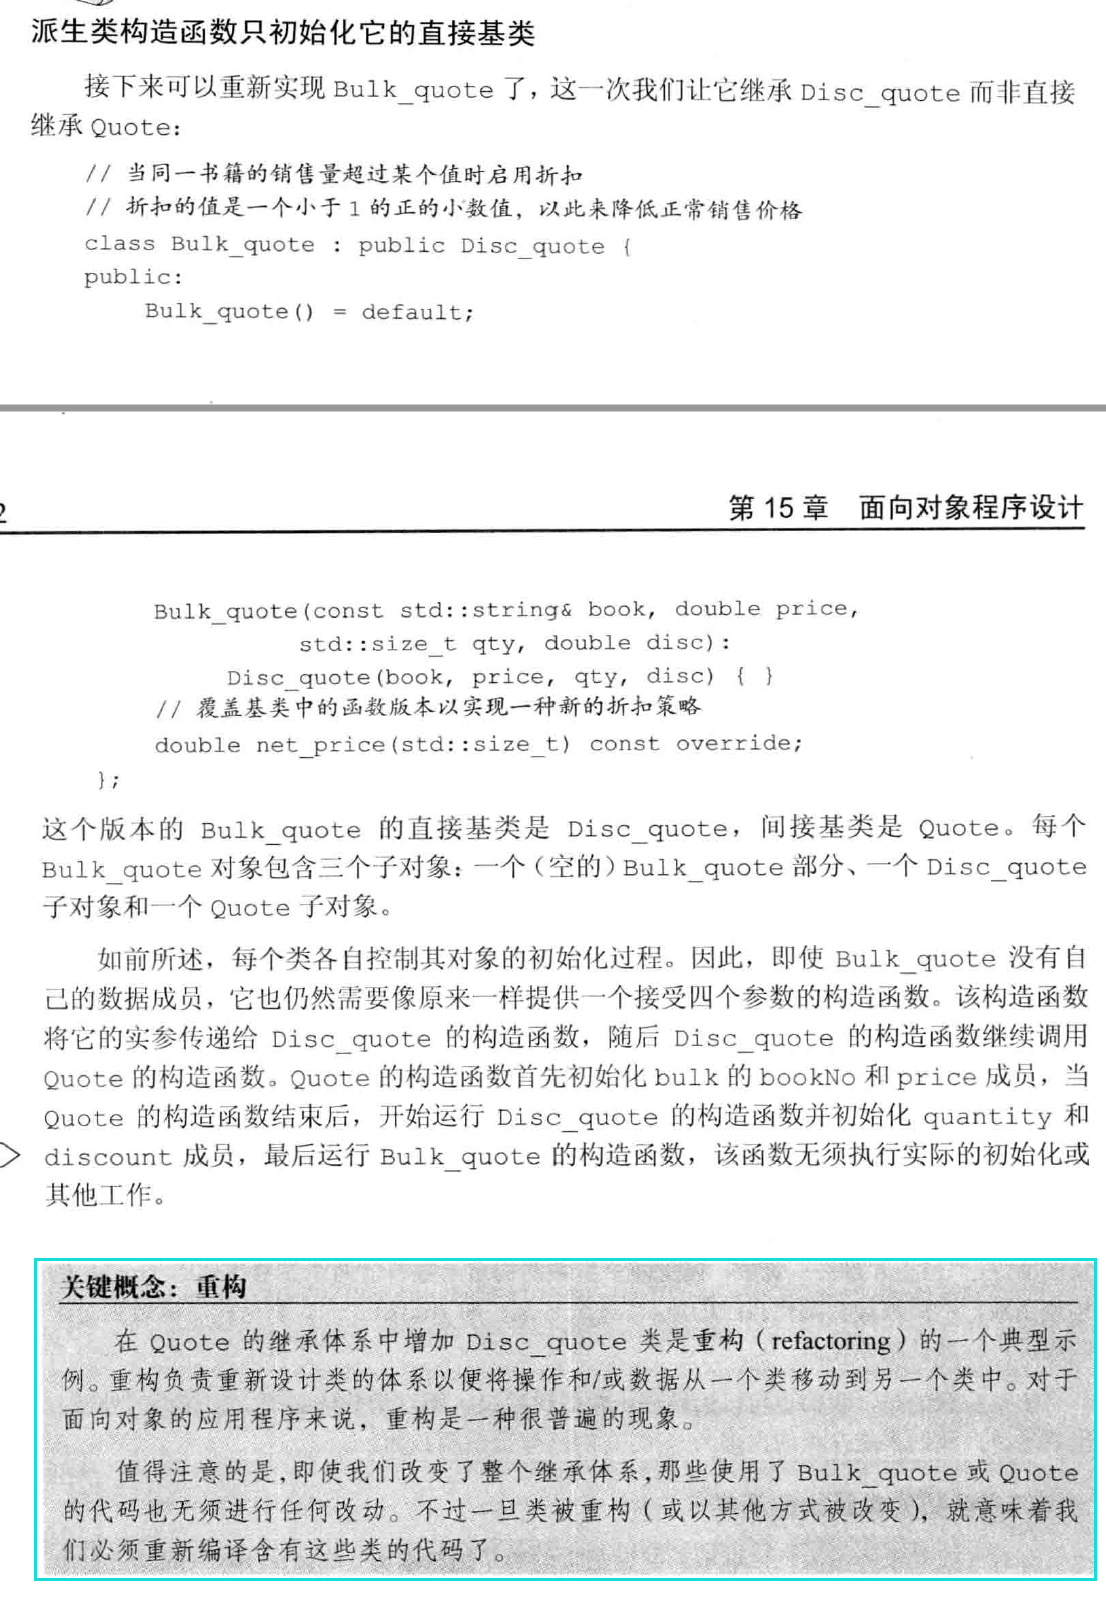 派生类构造函数只初始化它的直接基类
接下来可以重新实现 Bulk_quote 了，这一次我们让它继承 Disc_quote 而非直接
继承 Quote：
// 当同一书籍的销售量超过某个值时启用折扣
// 折扣的值是一个小于 1 的正的小数值，以此来降低正常销售价格
class Bulk_quote : public Disc_quote {
public:
Bulk_quote() = default;
2
第 15 章 面向对象程序设计
Bulk_quote(const std::string& book, double price,
std::size_t qty, double disc):
Disc_quote(book, price, qty, disc) { }
// 覆盖基类中的函数版本以实现一种新的折扣策略
double net_price(std::size_t) const override;
};
这个版本的 Bulk_quote 的直接基类是 Disc_quote，间接基类是 Quote。每个
Bulk_quote 对象包含三个子对象：一个（空的）Bulk_quote 部分、一个 Disc_quote
子对象和一个 Quote 子对象。
如前所述，每个类各自控制其对象的初始化过程。因此，即使 Bulk_quote 没有自
己的数据成员，它也仍然需要像原来一样提供一个接受四个参数的构造函数。该构造函数
将它的实参传递给 Disc_quote 的构造函数，随后 Disc_quote 的构造函数继续调用
Quote 的构造函数。Quote 的构造函数首先初始化 bulk 的 bookNo 和 price 成员，当
Quote 的构造函数结束后，开始运行 Disc_quote 的构造函数并初始化 quantity 和
discount 成员，最后运行 Bulk_quote 的构造函数，该函数无须执行实际的初始化或
其他工作。
关键概念：重构
在 Quote 的继承体系中增加 Disc_quote 类是重构（refactoring）的一个典型示
例。重构负责重新设计类的体系以便将操作和/或数据从一个类移动到另一个类中。对于
面向对象的应用程序来说，重构是一种很普遍的现象。
值得注意的是，即使我们改变了整个继承体系，那些使用了 Bulk_quote 或 Quote
的代码也无须进行任何改动。不过一旦类被重构（或以其他方式被改变），就意味着我
们必须重新编译含有这些类的代码了。